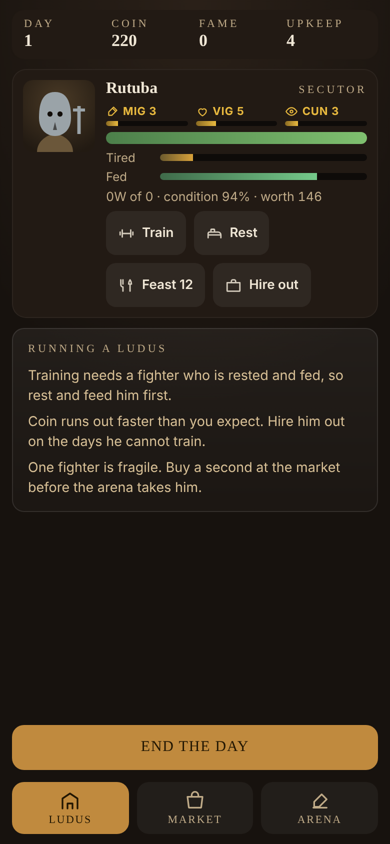 DAY COIN FAME UPKEEP
1 220 0 4
Rutuba SECUTOR
MIG 3 VIG 5 CUN 3
Tired
Fed
0W of 0 · condition 94% · worth 146
Train Rest
Feast 12 Hire out
RUNNING A LUDUS
Training needs a fighter who is rested and fed, so
rest and feed him first.
Coin runs out faster than you expect. Hire him out
on the days he cannot train.
One fighter is fragile. Buy a second at the market
before the arena takes him.
END THE DAY
LUDUS MARKET ARENA